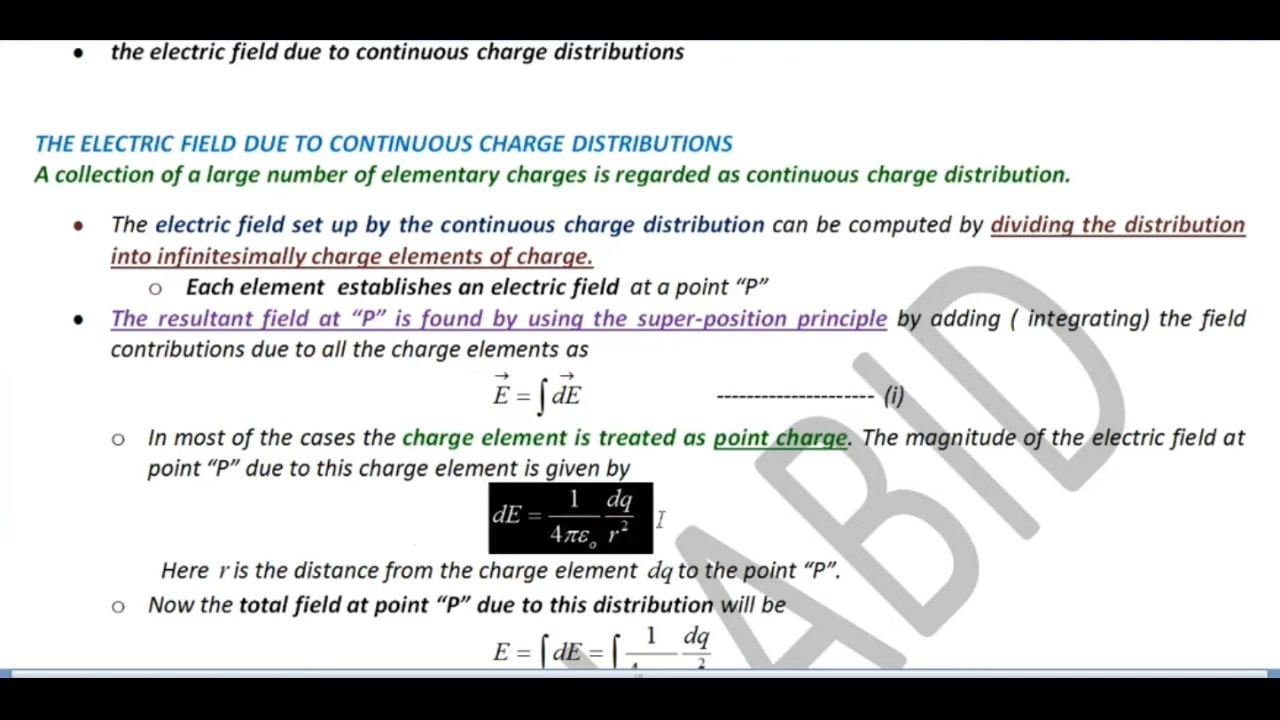 • the electric field due to continuous charge distributions
THE ELECTRIC FIELD DUE TO CONTINUOUS CHARGE DISTRIBUTIONS
A collection of a large number of elementary charges is regarded as continuous charge distribution.
• The electric field set up by the continuous charge distribution can be computed by dividing the distribution
into infinitesimally charge elements of charge.
o Each element establishes an electric field at a point “P”
• The resultant field at “P” is found by using the super-position principle by adding ( integrating) the field
contributions due to all the charge elements as
E⃗ = ∫ dE⃗ --------------------- (i)
o In most of the cases the charge element is treated as point charge. The magnitude of the electric field at
point “P” due to this charge element is given by
dE = 1/(4πε₀) dq/r²
Here r is the distance from the charge element dq to the point “P”.
o Now the total field at point “P” due to this distribution will be
E = ∫ dE = ∫ 1/4 dq/2
ABID